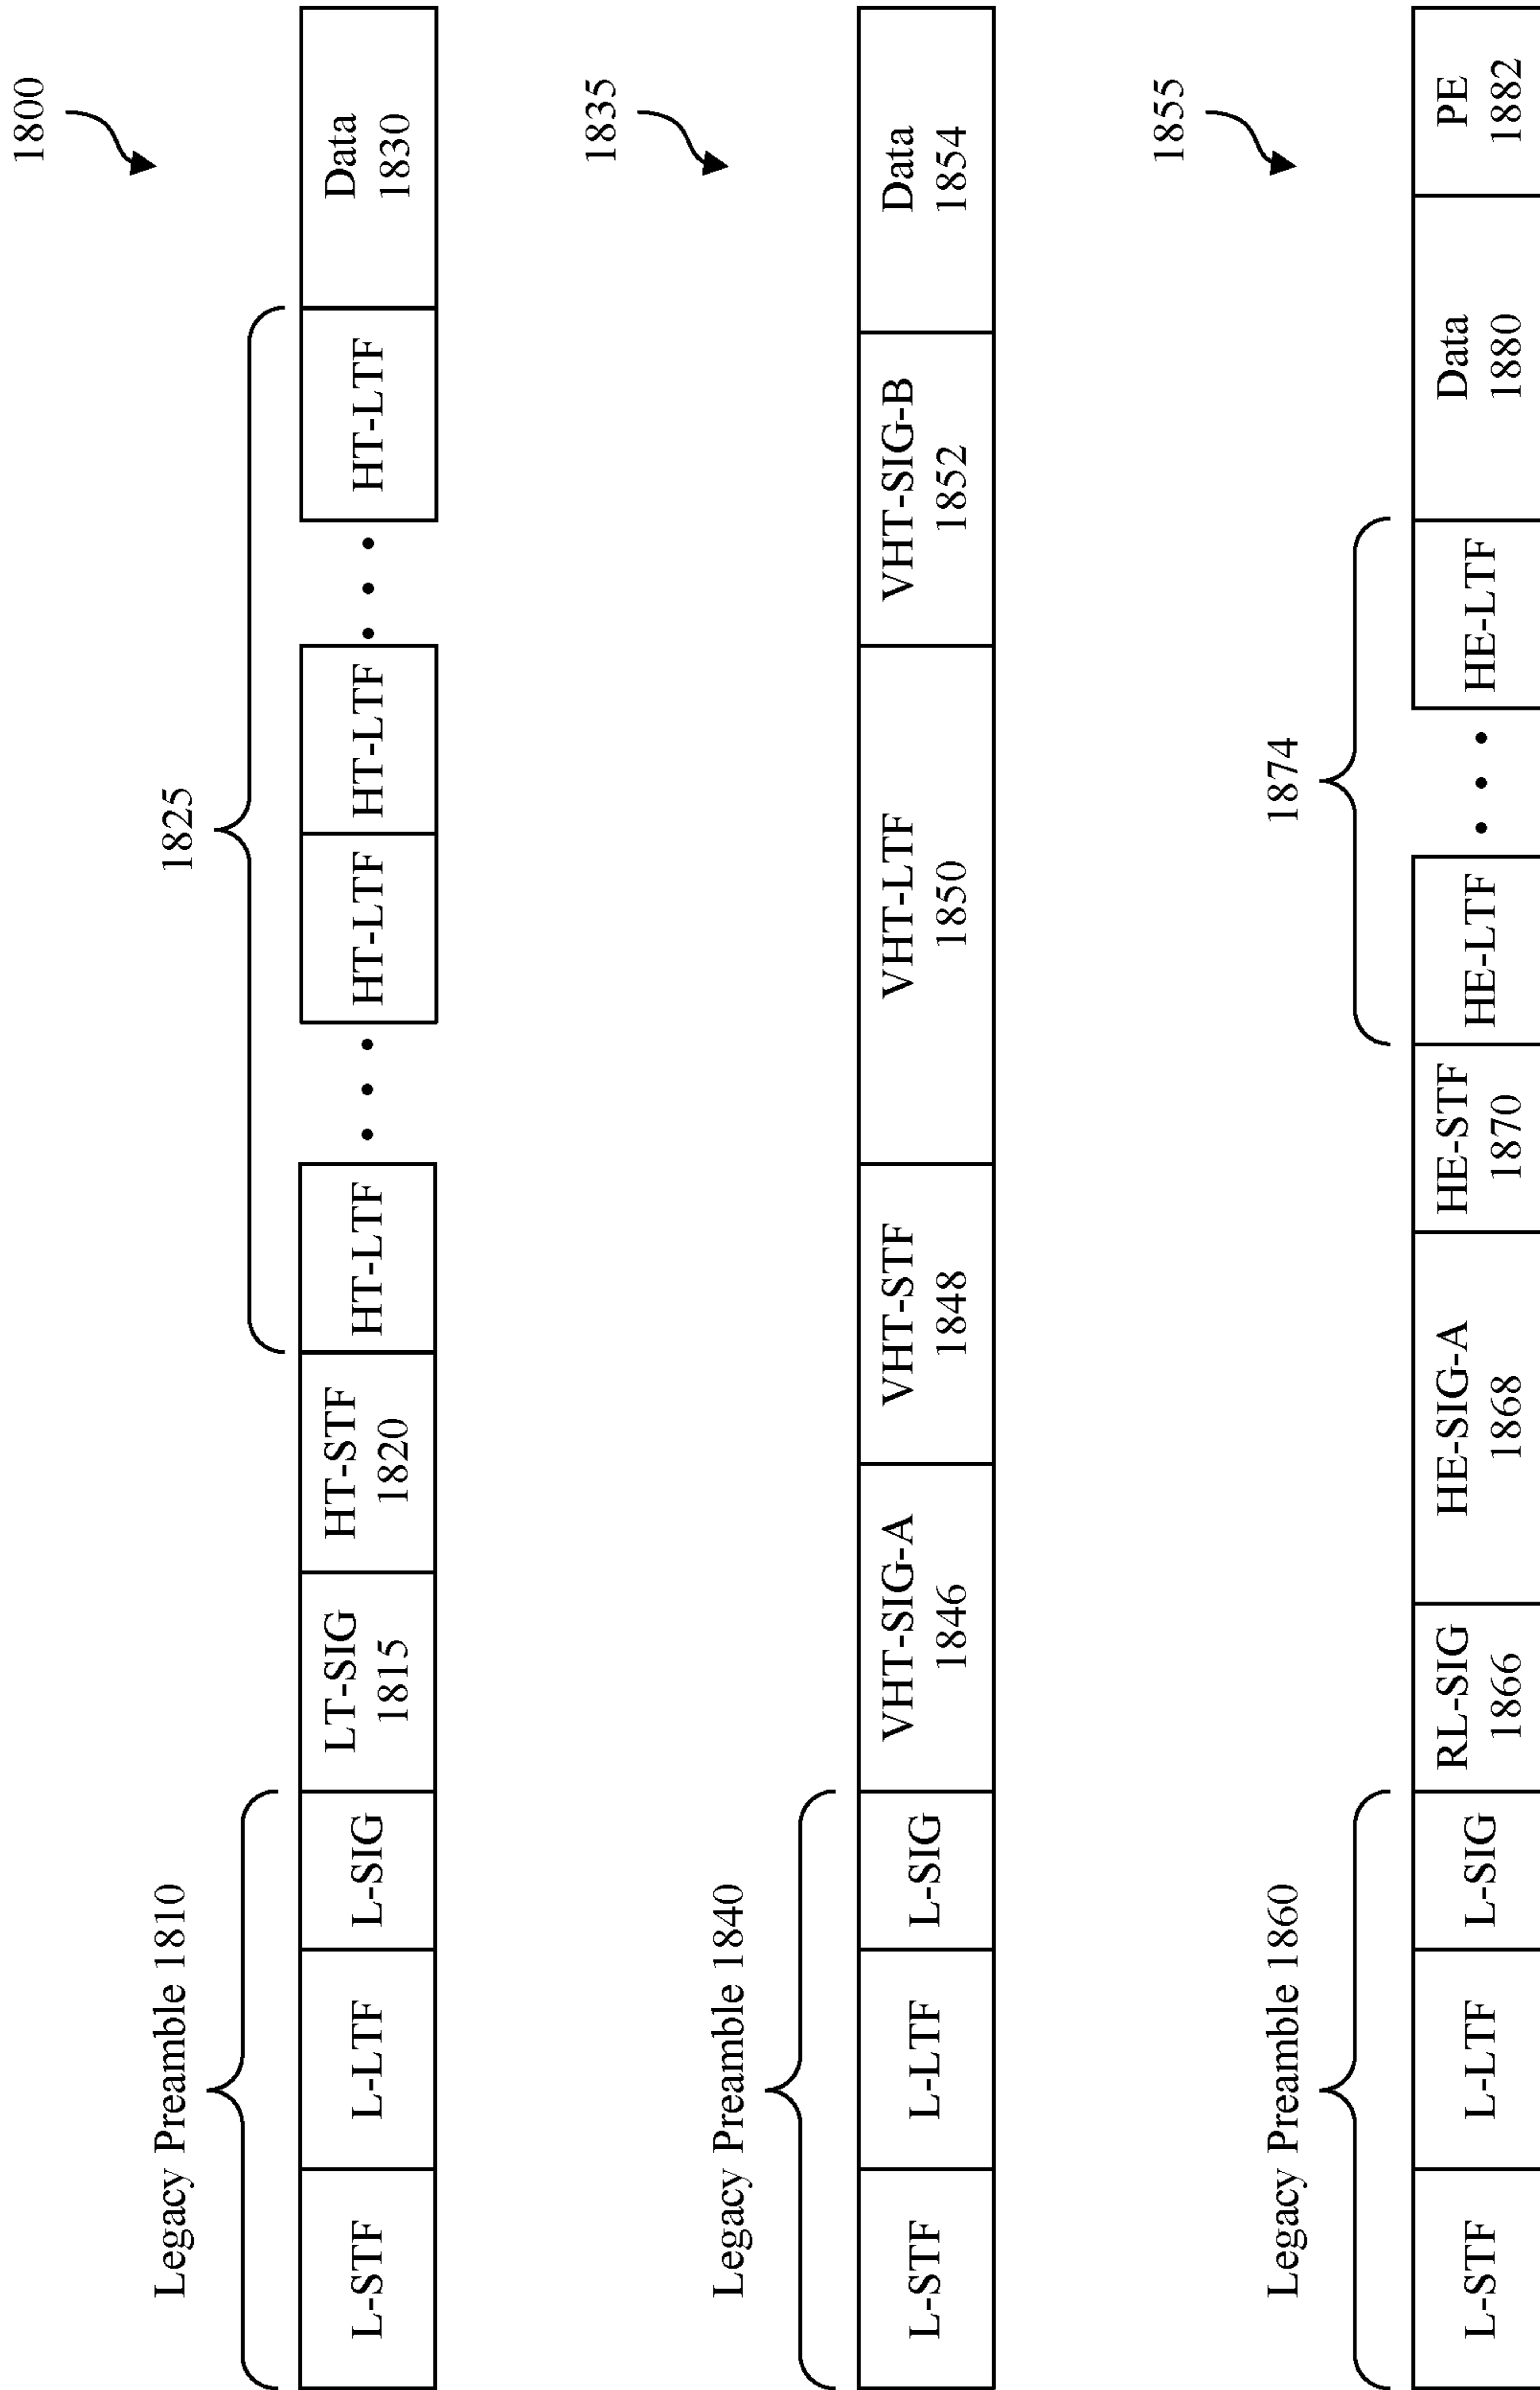 1800
Legacy Preamble 1810
1825
L-STF
L-LTF
L-SIG
LT-SIG
1815
HT-STF
1820
HT-LTF
HT-LTF
HT-LTF
HT-LTF
Data
1830
1835
Legacy Preamble 1840
L-STF
L-LTF
L-SIG
VHT-SIG-A
1846
VHT-STF
1848
VHT-LTF
1850
VHT-SIG-B
1852
Data
1854
1855
Legacy Preamble 1860
1874
L-STF
L-LTF
L-SIG
RL-SIG
1866
HE-SIG-A
1868
HE-STF
1870
HE-LTF
HE-LTF
Data
1880
PE
1882